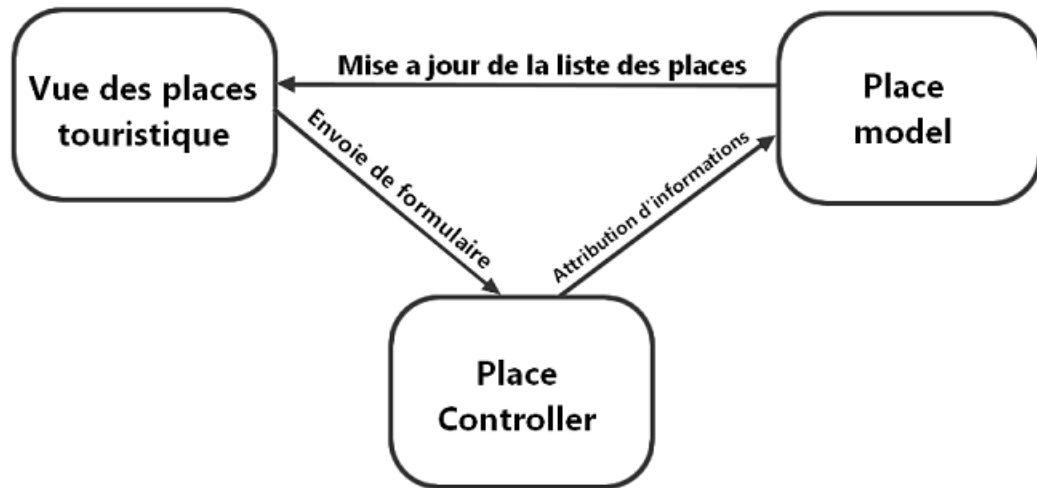 Vue des places
touristique
Mise a jour de la liste des places
Place
model
Envoie de formulaire
Attribution d'informations
Place
Controller